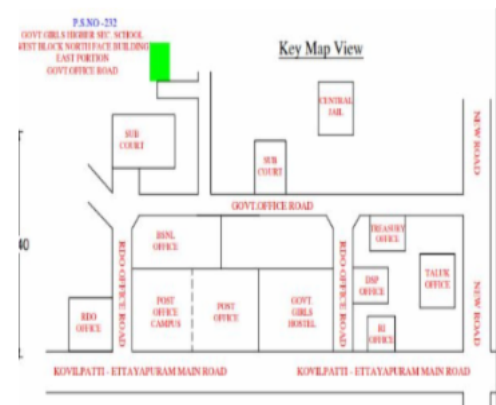 P.S.NO -232
GOVT GIRLS HIGHER SEC. SCHOOL
WEST BLOCK NORTH FACE BUILDING
EAST PORTION
GOVT OFFICE ROAD
Key Map View
CENTRAL
JAIL
NEW ROAD
SUB
COURT
SUB
COURT
GOVT.OFFICE ROAD
BSNL
OFFICE
RDO OFFICE ROAD
RDO OFFICE ROAD
TREASURY
OFFICE
40
DSP
OFFICE
TALUK
OFFICE
NEW ROAD
RDO
OFFICE
POST
OFFICE
CAMPUS
POST
OFFICE
GOVT.
GIRLS
HOSTEL
OFFICE
KOVILPATTI - ETTAYAPURAM MAIN ROAD
KOVILPATTI - ETTAYAPURAM MAIN ROAD